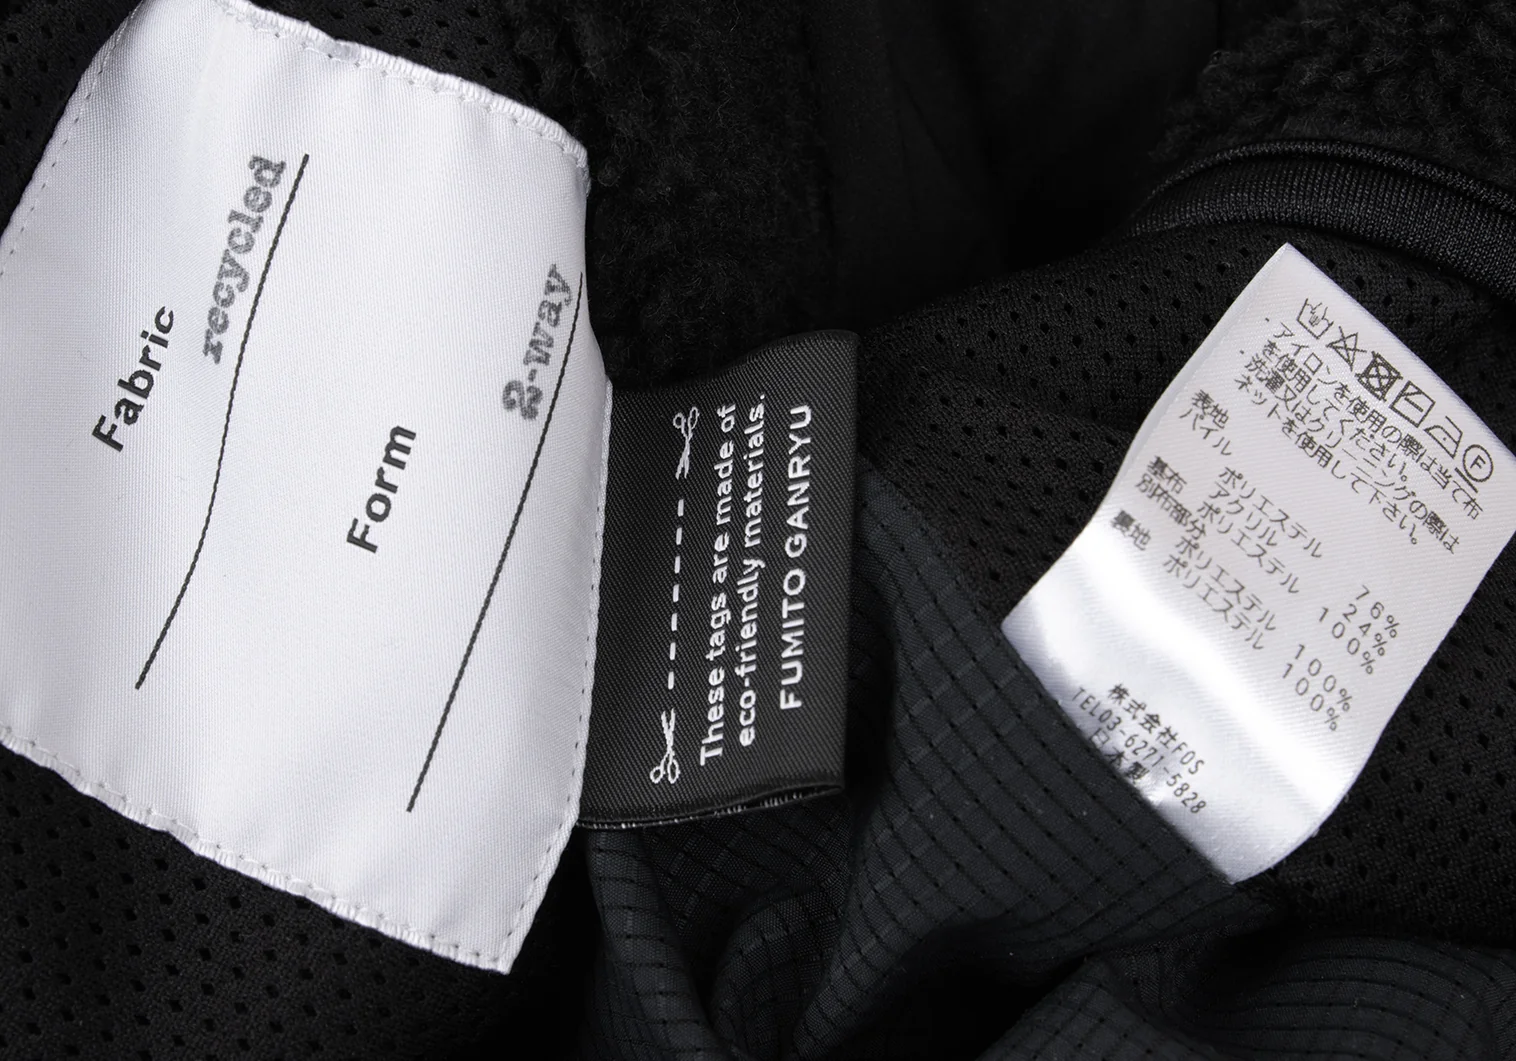 Fabric
recycled
Form
2-way
These tags are made of
eco-friendly materials.
FUMITO GANRYU
F
・アイロンを使用の際は当て布
を使用してください。
・洗濯又はクリーニングの際は
ネットを使用して下さい。
表地
パイル ポリエステル 76%
アクリル 24%
基布 ポリエステル 100%
別布部分
ポリエステル 100%
裏地 ポリエステル 100%
株式会社FOS
TEL03-6271-5828
日本製